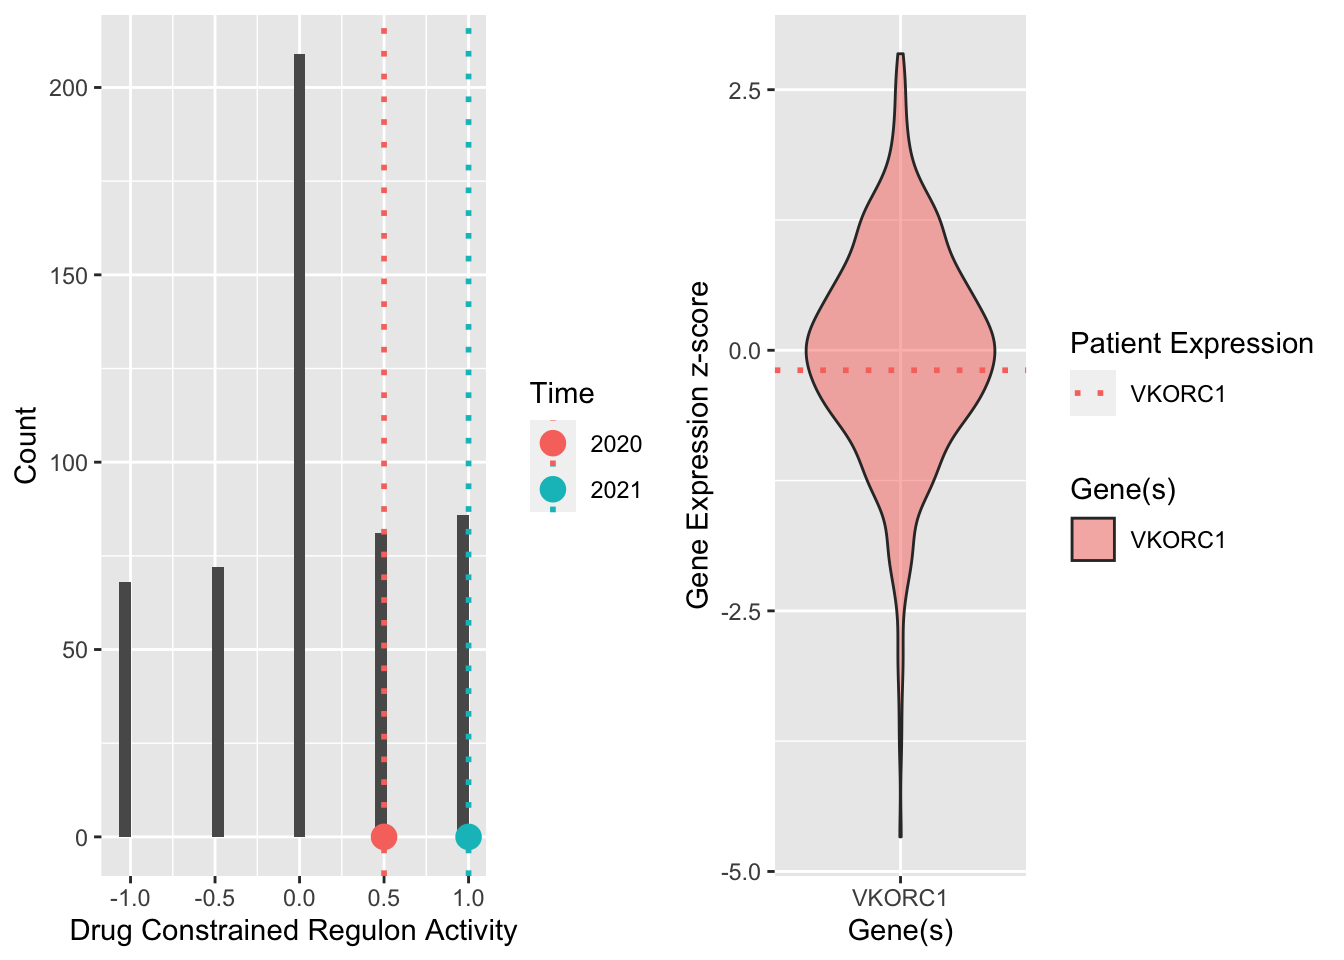 200
150
100
50
0
Count
-1.0
-0.5
0.0
0.5
1.0
Drug Constrained Regulon Activity
Time
2020
2021
2.5
0.0
-2.5
-5.0
Gene Expression z-score
VKORC1
Gene(s)
Patient Expression
VKORC1
Gene(s)
VKORC1